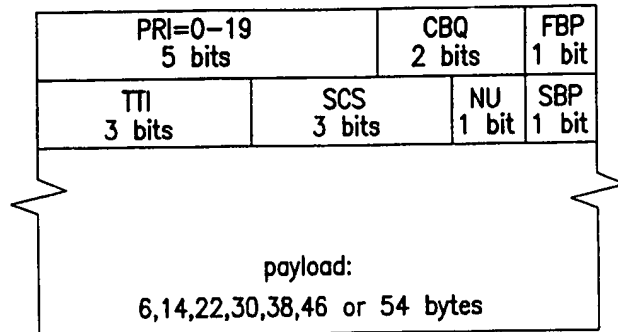 PRI=0-19 CBQ FBP
5 bits 2 bits 1 bit
TTI SCS NU SBP
3 bits 3 bits 1 bit 1 bit
payload:
6,14,22,30,38,46 or 54 bytes